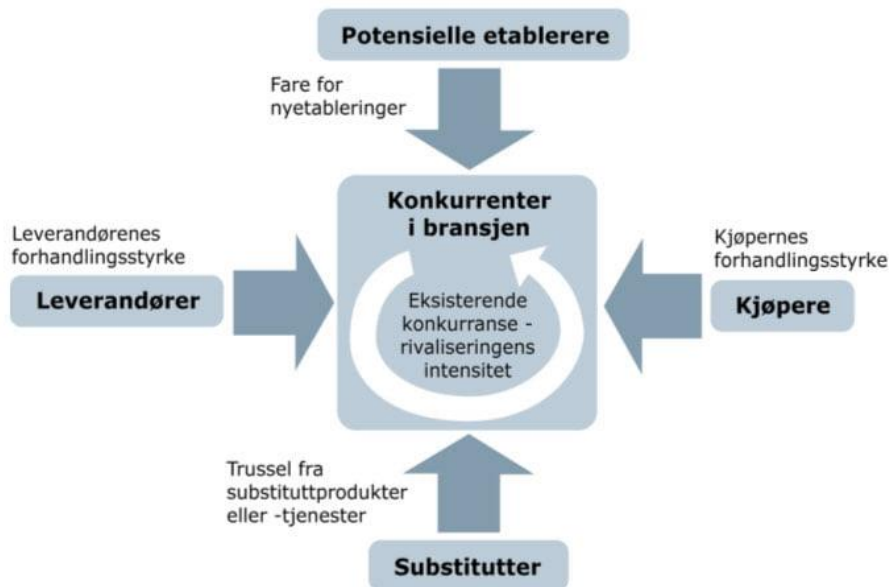 Potensielle etablerere
Fare for
nyetableringer
Konkurrenter
i bransjen
Leverandørenes
forhandlingsstyrke
Leverandører
Kjøpernes
forhandlingsstyrke
Kjøpere
Eksisterende
konkurranse -
rivaliseringens
intensitet
Trussel fra
substituttprodukter
eller -tjenester
Substitutter